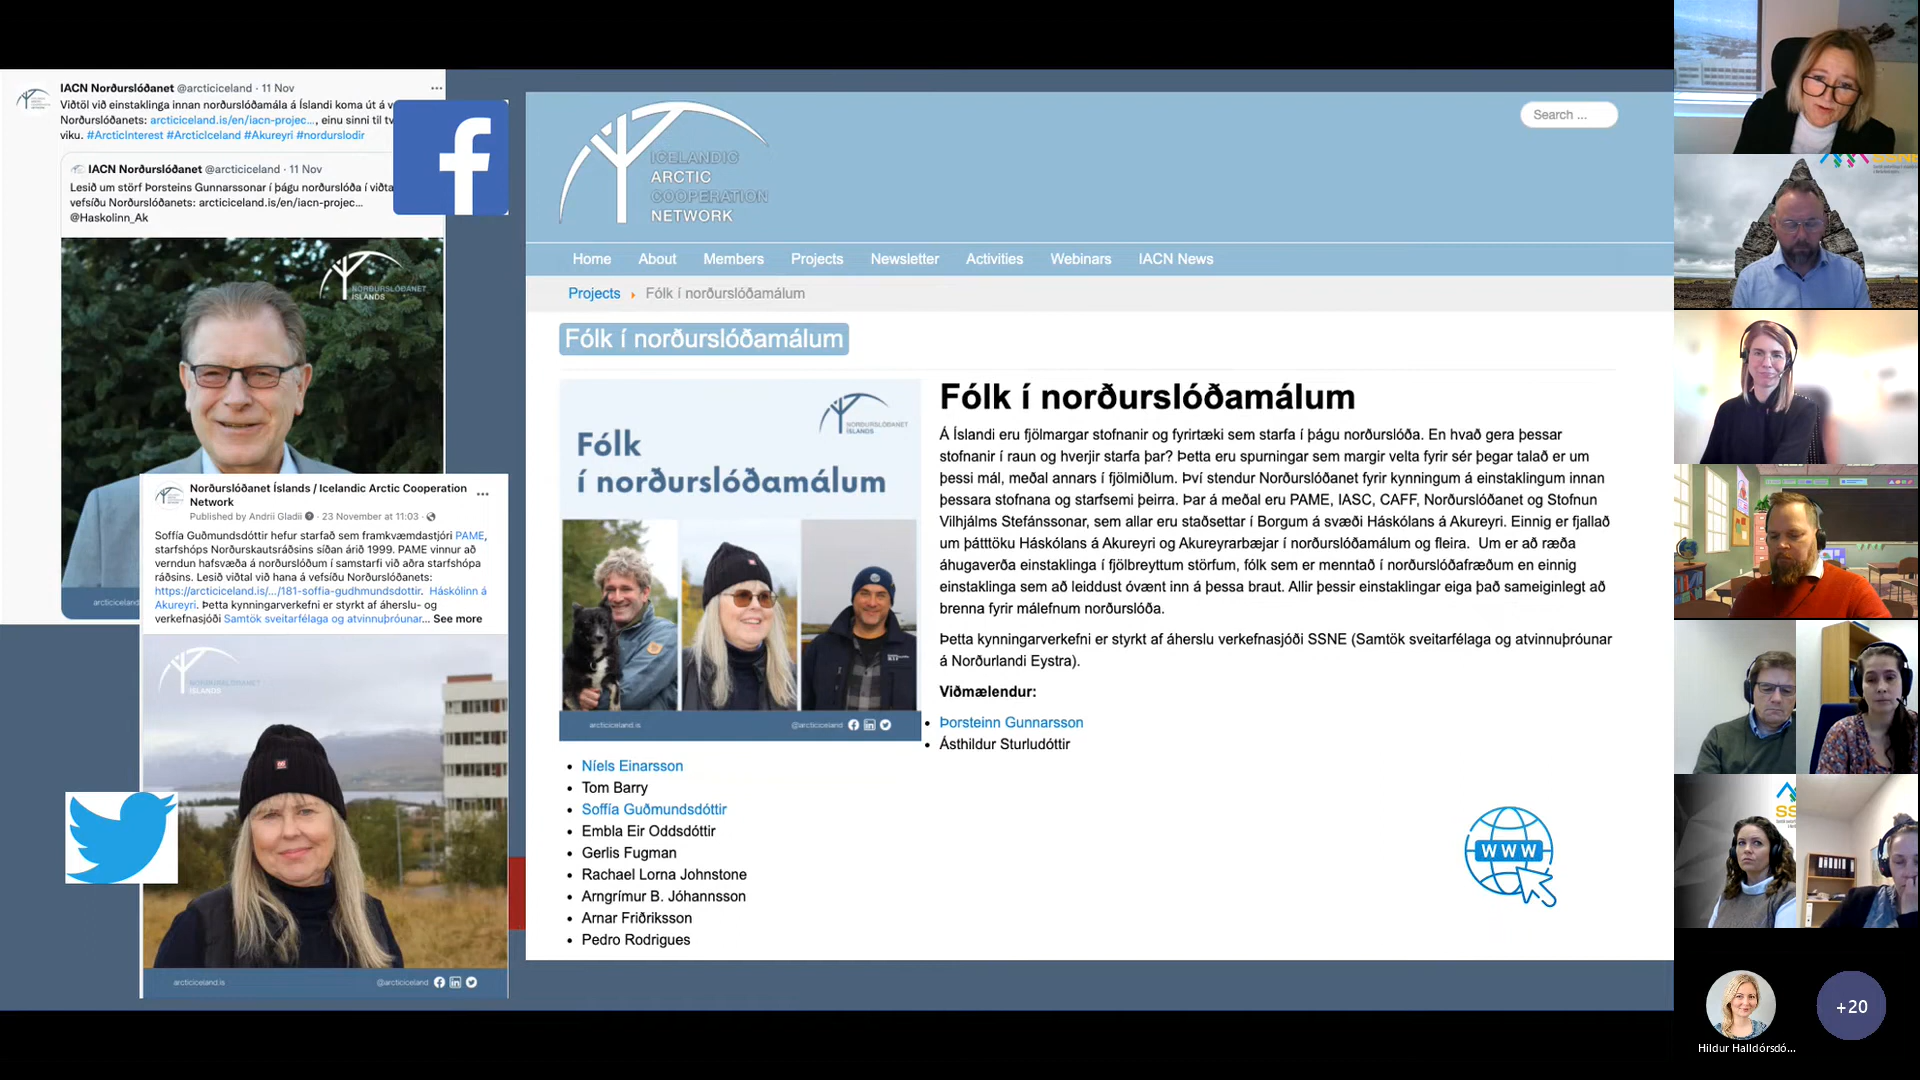 IACN Norðurslóðanet @arcticiceland · 11 Nov
Viðtöl við einstaklinga innan norðurslóðamála á Íslandi koma út á v
Norðurslóðanets: arcticiceland.is/en/iacn-projec..., einu sinni til tv
viku. #ArcticInterest #ArcticIceland #Akureyri #nordurslodir
IACN Norðurslóðanet @arcticiceland · 11 Nov
Lesið um störf Þorsteins Gunnarssonar í þágu norðurslóða í viðta
vefsíðu Norðurslóðanets: arcticiceland.is/en/iacn-projec...
@Haskolinn_Ak
NORÐURSLÓÐANET
ÍSLANDS
arcticiceland
Norðurslóðanet Íslands / Icelandic Arctic Cooperation
Network
Published by Andrii Gladii · 23 November at 11:03 ·
Soffía Guðmundsdóttir hefur starfað sem framkvæmdastjóri PAME,
starfshóps Norðurskautsráðsins síðan árið 1999. PAME vinnur að
verndun hafsvæða á norðurslóðum í samstarfi við aðra starfshópa
ráðsins. Lesið viðtal við hana á vefsíðu Norðurslóðanets:
https://arcticiceland.is/.../181-soffia-gudhmundsdottir. Háskólinn á
Akureyri. Þetta kynningarverkefni er styrkt af áherslu- og
verkefnasjóði Samtök sveitarfélaga og atvinnuþróunar... See more
NORÐURSLÓÐANET
ÍSLANDS
66
arcticiceland.is
@arcticiceland
ICELANDIC
ARCTIC
COOPERATION
NETWORK
Search ...
Home About Members Projects Newsletter Activities Webinars IACN News
Projects Fólk í norðurslóðamálum
Fólk í norðurslóðamálum
NORÐURSLÓÐANET
ÍSLANDS
Fólk
í norðurslóðamálum
arcticiceland.is
@arcticiceland
Fólk í norðurslóðamálum
Á Íslandi eru fjölmargar stofnanir og fyrirtæki sem starfa í þágu norðurslóða. En hvað gera þessar
stofnanir í raun og hverjir starfa þar? Þetta eru spurningar sem margir velta fyrir sér þegar talað er um
þessi mál, meðal annars í fjölmiðlum. Því stendur Norðurslóðanet fyrir kynningum á einstaklingum innan
þessara stofnana og starfsemi þeirra. Þar á meðal eru PAME, IASC, CAFF, Norðurslóðanet og Stofnun
Vilhjálms Stefánssonar, sem allar eru staðsettar í Borgum á svæði Háskólans á Akureyri. Einnig er fjallað
um þátttöku Háskólans á Akureyri og Akureyrarbæjar í norðurslóðamálum og fleira. Um er að ræða
áhugaverða einstaklinga í fjölbreyttum störfum, fólk sem er menntað í norðurslóðafræðum en einnig
einstaklinga sem að leiddust óvænt inn á þessa braut. Allir þessir einstaklingar eiga það sameiginlegt að
brenna fyrir málefnum norðurslóða.
Þetta kynningarverkefni er styrkt af áherslu verkefnasjóði SSNE (Samtök sveitarfélaga og atvinnuþróunar
á Norðurlandi Eystra).
Viðmælendur:
Þorsteinn Gunnarsson
Ásthildur Sturludóttir
Níels Einarsson
Tom Barry
Soffía Guðmundsdóttir
Embla Eir Oddsdóttir
Gerlis Fugman
Rachael Lorna Johnstone
Arngrímur B. Jóhannsson
Arnar Friðriksson
Pedro Rodrigues
WWW
SSNE
Hildur Halldórsdó...
+20